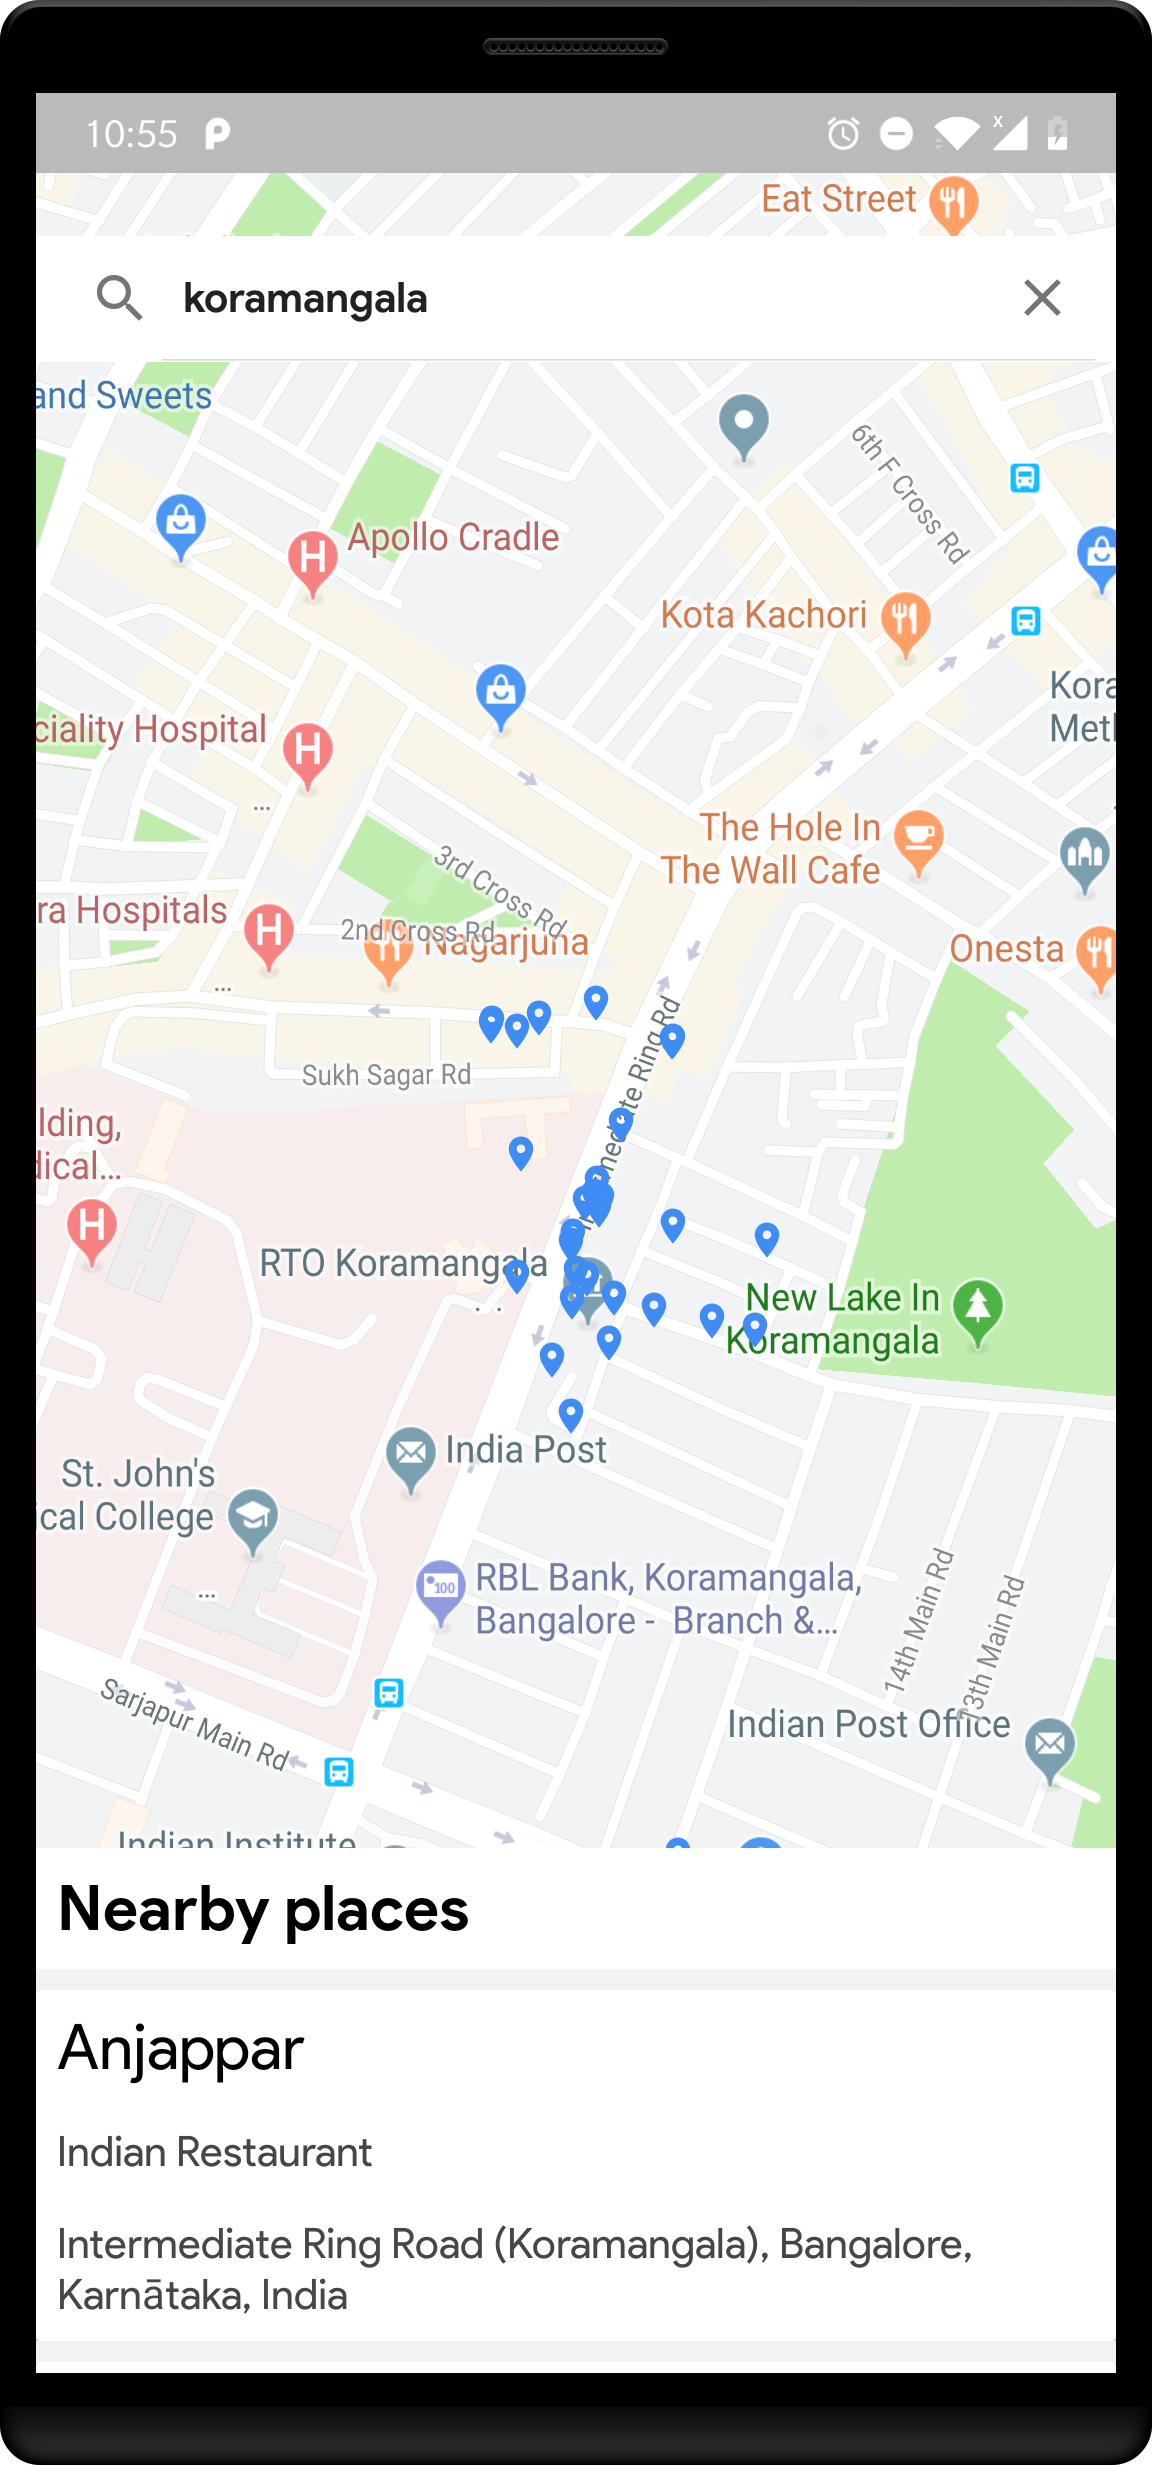 10:55
Eat Street
koramangala
and Sweets
6th F Cross Rd
Apollo Cradle
Kota Kachori
Kora
Met
ciality Hospital
...
The Hole In
The Wall Cafe
3rd Cross Rd
ra Hospitals
2nd Cross Rd
Nagarjuna
Onesta
...
Sukh Sagar Rd
Ring Rd
lding,
dical...
RTO Koramangala
New Lake In
Koramangala
India Post
St. John's
ical College
100
RBL Bank, Koramangala,
Bangalore - Branch &...
...
14th Main Rd
13th Main Rd
Sarjapur Main Rd
Indian Post Office
Indian Institute
Nearby places
Anjappar
Indian Restaurant
Intermediate Ring Road (Koramangala), Bangalore,
Karnātaka, India